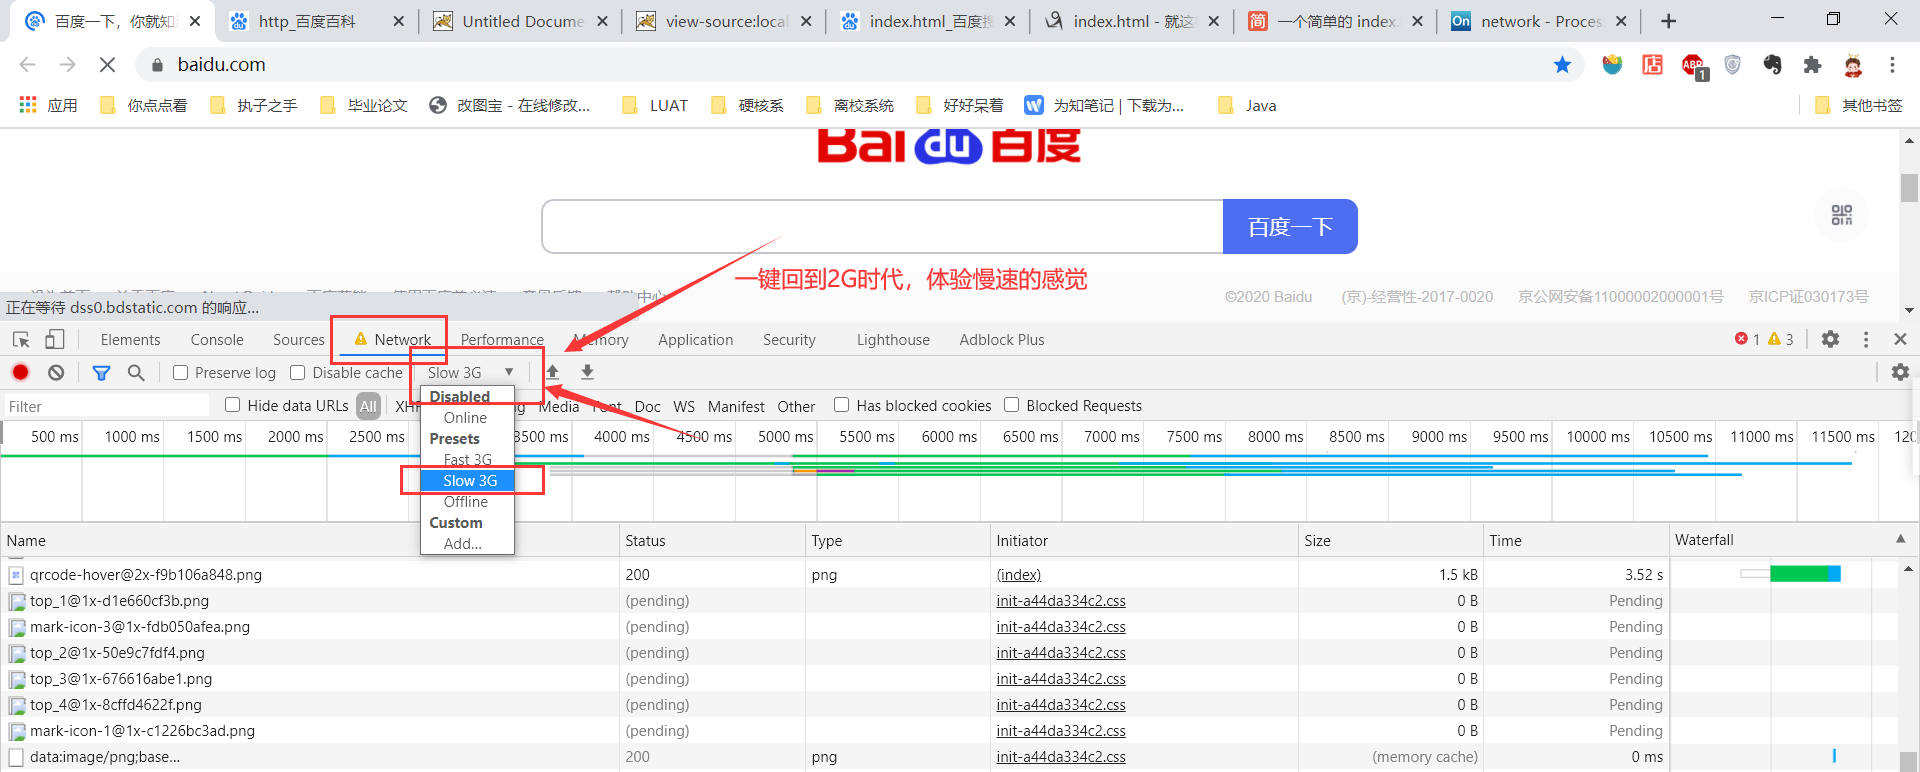 百度一下，你就知
http_百度百科
Untitled Docume
view-source:local
index.html_百度搜
index.html - 就这
一个简单的 index.
network - Proces
baidu.com
应用 你点点看 执子之手 毕业论文 改图宝 - 在线修改... LUAT 硬核系 离校系统 好好呆着 为知笔记 | 下载为... Java 其他书签
Bai du 百度
百度一下
一键回到2G时代，体验慢速的感觉
©2020 Baidu (京)-经营性-2017-0020 京公网安备11000002000001号 京ICP证030173号
正在等待 dss0.bdstatic.com 的响应...
Elements Console Sources Network Performance Memory Application Security Lighthouse Adblock Plus 1 3
Preserve log Disable cache Slow 3G
Filter Hide data URLs All XHR Media Font Doc WS Manifest Other Has blocked cookies Blocked Requests
Disabled
Online
Presets
Fast 3G
Slow 3G
Offline
Custom
Add...
500 ms 1000 ms 1500 ms 2000 ms 2500 ms 3500 ms 4000 ms 4500 ms 5000 ms 5500 ms 6000 ms 6500 ms 7000 ms 7500 ms 8000 ms 8500 ms 9000 ms 9500 ms 10000 ms 10500 ms 11000 ms 11500 ms 120
Name Status Type Initiator Size Time Waterfall
qrcode-hover@2x-f9b106a848.png 200 png (index) 1.5 kB 3.52 s
top_1@1x-d1e660cf3b.png (pending) init-a44da334c2.css 0 B Pending
mark-icon-3@1x-fdb050afea.png (pending) init-a44da334c2.css 0 B Pending
top_2@1x-50e9c7fdf4.png (pending) init-a44da334c2.css 0 B Pending
top_3@1x-676616abe1.png (pending) init-a44da334c2.css 0 B Pending
top_4@1x-8cffd4622f.png (pending) init-a44da334c2.css 0 B Pending
mark-icon-1@1x-c1226bc3ad.png (pending) init-a44da334c2.css 0 B Pending
data:image/png;base... 200 png init-a44da334c2.css (memory cache) 0 ms